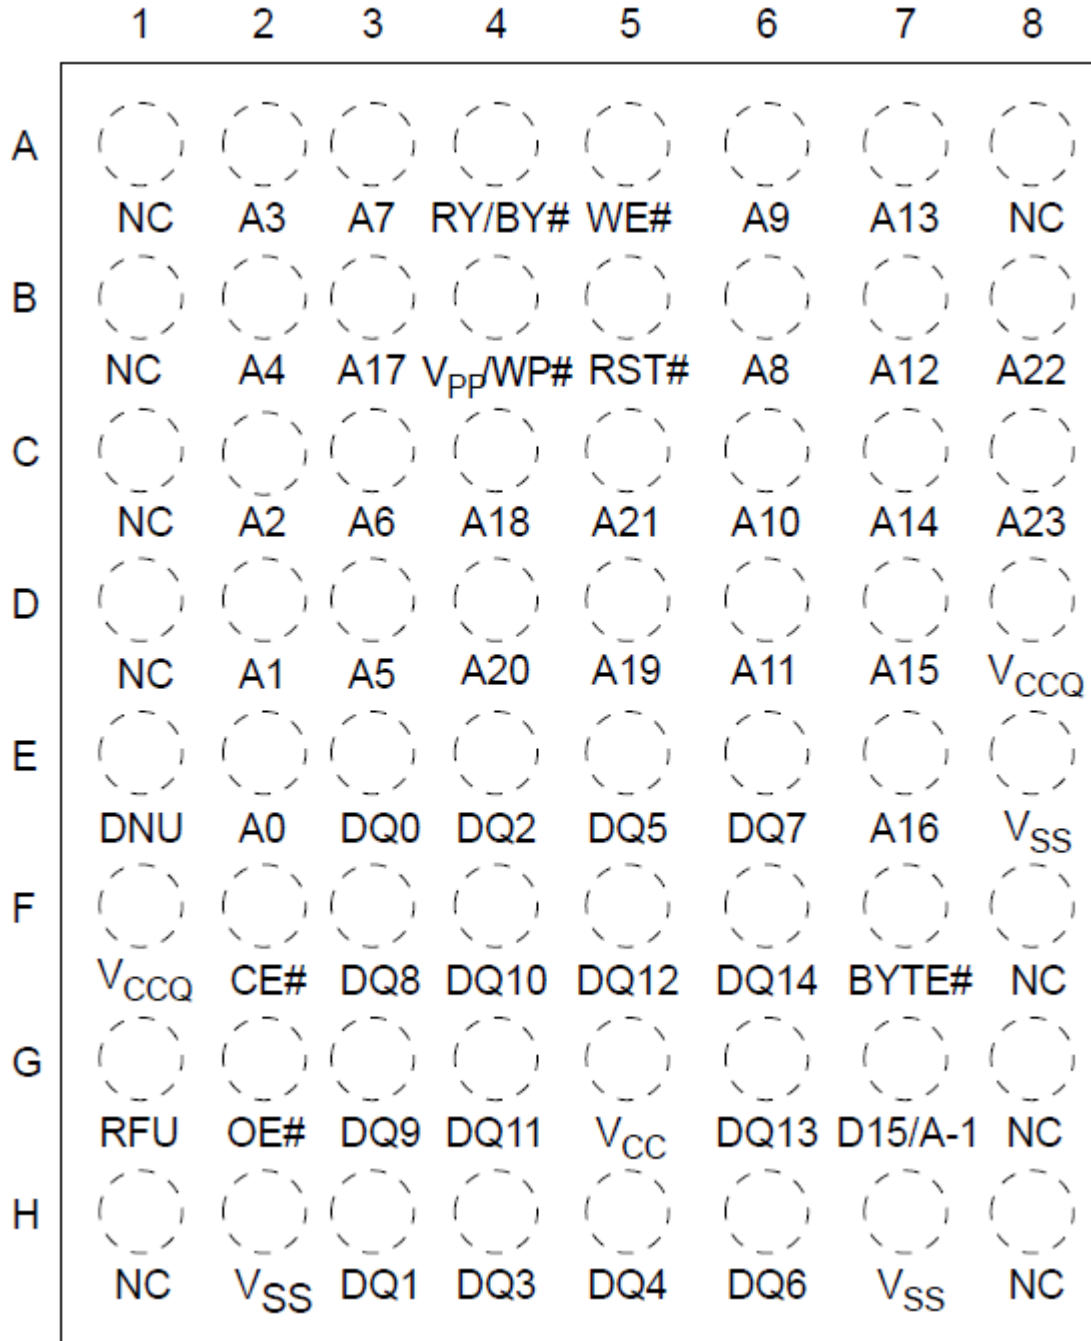 1 2 3 4 5 6 7 8
A
NC A3 A7 RY/BY# WE# A9 A13 NC
B
NC A4 A17 VPP/WP# RST# A8 A12 A22
C
NC A2 A6 A18 A21 A10 A14 A23
D
NC A1 A5 A20 A19 A11 A15 VCCQ
E
DNU A0 DQ0 DQ2 DQ5 DQ7 A16 VSS
F
VCCQ CE# DQ8 DQ10 DQ12 DQ14 BYTE# NC
G
RFU OE# DQ9 DQ11 VCC DQ13 D15/A-1 NC
H
NC VSS DQ1 DQ3 DQ4 DQ6 VSS NC